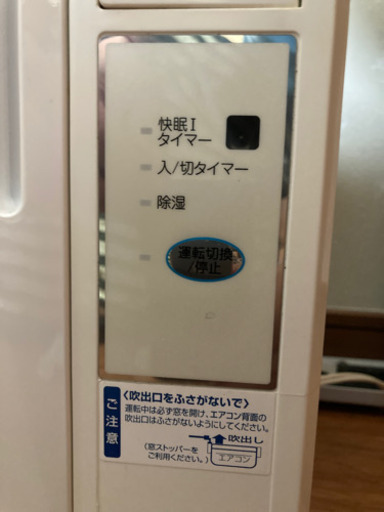 快眠I
タイマー
入/切タイマー
除湿
運転切換
/停止
ご注意
〈吹出口をふさがないで〉
運転中は必ず窓を開け、エアコン背面の
吹出口はふさがないようにしてください。
(窓ストッパーを
ご利用ください。)
吹出し
エアコン